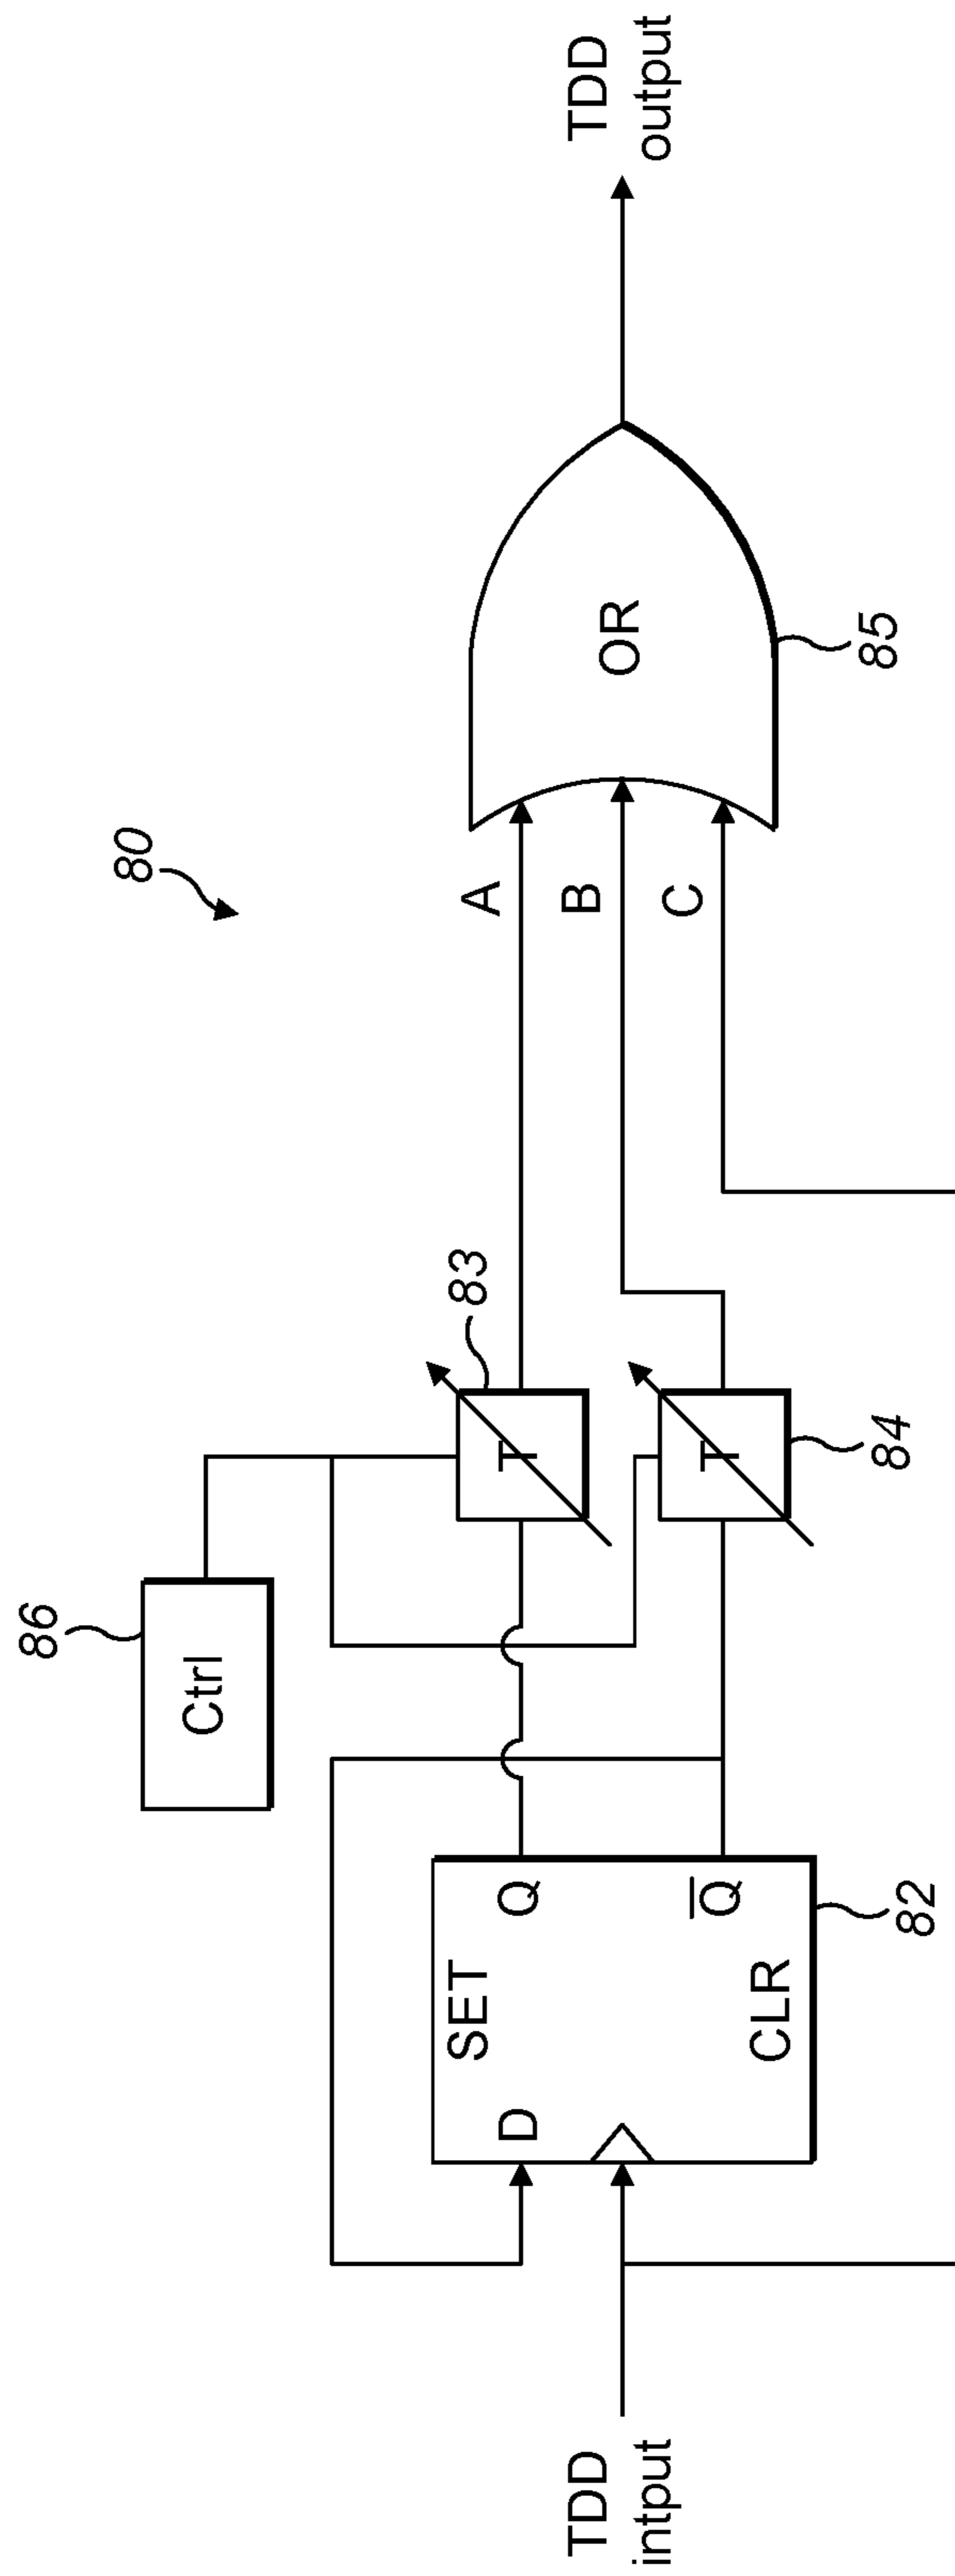 80
86
Ctrl
TDD
intput
D
SET
Q
Q̅
CLR
82
T
83
T
84
A
B
C
OR
85
TDD
output